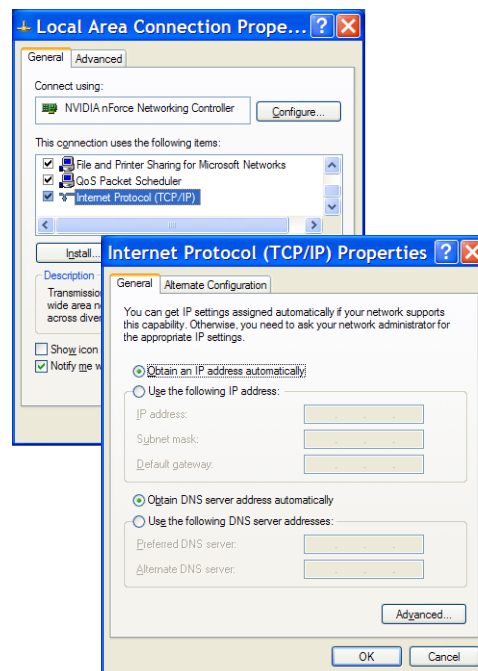 Local Area Connection Prope...
General Advanced
Connect using:
NVIDIA nForce Networking Controller Configure...
This connection uses the following items:
File and Printer Sharing for Microsoft Networks
QoS Packet Scheduler
Internet Protocol (TCP/IP)
Install...
Description
wide area
across
Show icon
Notify me
Internet Protocol (TCP/IP) Properties
General Alternate Configuration
You can get IP settings assigned automatically if your network supports
this capability. Otherwise, you need to ask your network administrator for
the appropriate IP settings.
Obtain an IP address automatically
Use the following IP address:
IP address:
Subnet mask:
Default gateway:
Obtain DNS server address automatically
Use the following DNS server addresses:
Preferred DNS server:
Alternate DNS server:
Advanced...
OK Cancel